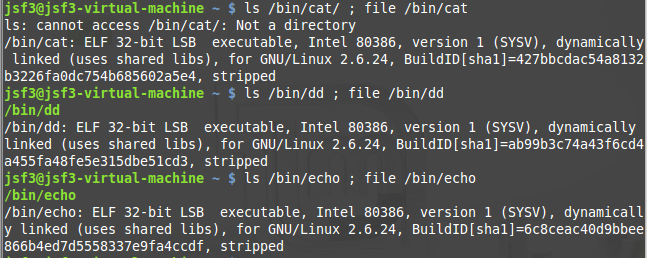 jsf3@jsf3-virtual-machine ~ $ ls /bin/cat/ ; file /bin/cat
ls: cannot access /bin/cat/: Not a directory
/bin/cat: ELF 32-bit LSB  executable, Intel 80386, version 1 (SYSV), dynamically
 linked (uses shared libs), for GNU/Linux 2.6.24, BuildID[sha1]=427bbcdac54a8132
b3226fa0dc754b685602a5e4, stripped
jsf3@jsf3-virtual-machine ~ $ ls /bin/dd ; file /bin/dd
/bin/dd
/bin/dd: ELF 32-bit LSB  executable, Intel 80386, version 1 (SYSV), dynamically
linked (uses shared libs), for GNU/Linux 2.6.24, BuildID[sha1]=ab99b3c74a43f6cd4
a455fa48fe5e315dbe51cd3, stripped
jsf3@jsf3-virtual-machine ~ $ ls /bin/echo ; file /bin/echo
/bin/echo
/bin/echo: ELF 32-bit LSB  executable, Intel 80386, version 1 (SYSV), dynamicall
y linked (uses shared libs), for GNU/Linux 2.6.24, BuildID[sha1]=6c8ceac40d9bbee
866b4ed7d5558337e9fa4ccdf, stripped